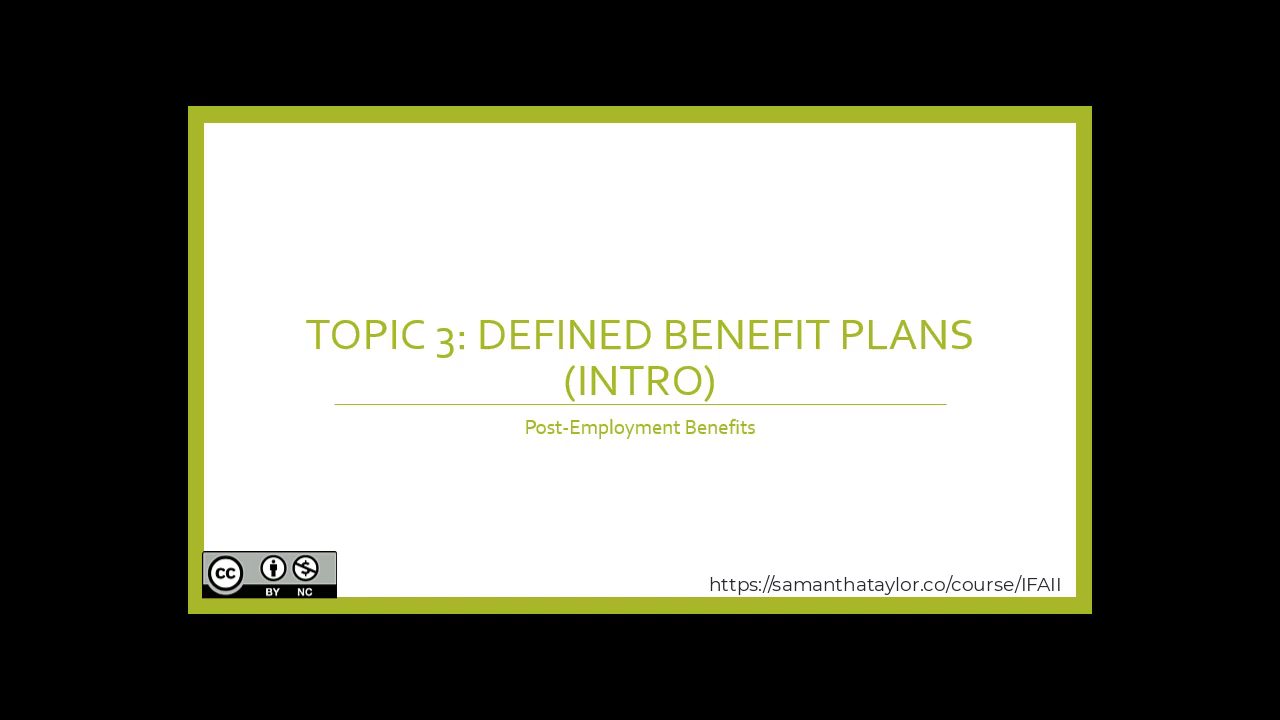 TOPIC 3: DEFINED BENEFIT PLANS
(INTRO)
Post-Employment Benefits
cc
BY NC
https://samanthataylor.co/course/IFAII